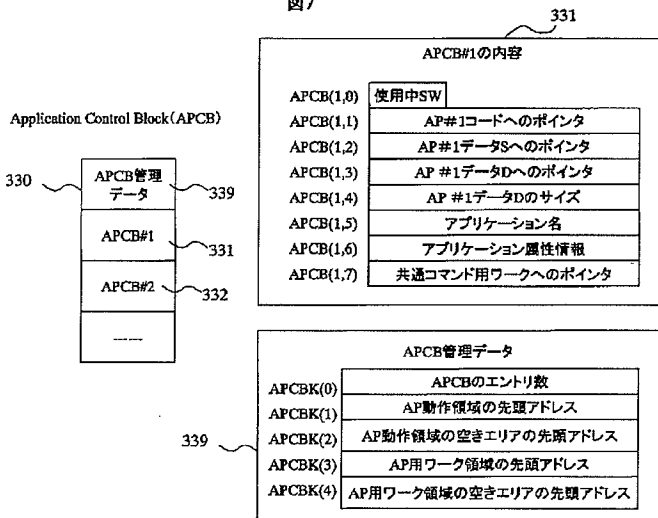 図7
331
APCB#1の内容
APCB(1,0) 使用中SW
APCB(1,1) AP#1コードへのポインタ
APCB(1,2) AP#1データSへのポインタ
APCB(1,3) AP #1データDへのポインタ
APCB(1,4) AP #1データDのサイズ
APCB(1,5) アプリケーション名
APCB(1,6) アプリケーション属性情報
APCB(1,7) 共通コマンド用ワークへのポインタ
Application Control Block(APCB)
330
APCB管理
データ
339
APCB#1
331
APCB#2
332
----
APCB管理データ
339
APCBK(0) APCBのエントリ数
APCBK(1) AP動作領域の先頭アドレス
APCBK(2) AP動作領域の空きエリアの先頭アドレス
APCBK(3) AP用ワーク領域の先頭アドレス
APCBK(4) AP用ワーク領域の空きエリアの先頭アドレス